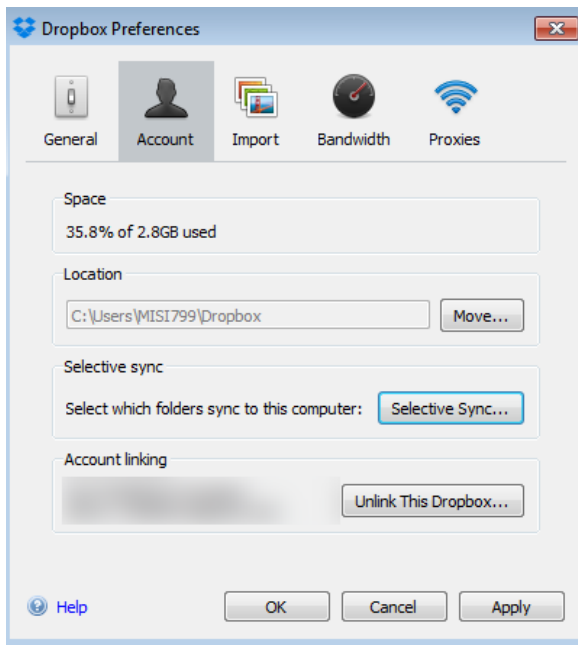 Dropbox Preferences
General Account Import Bandwidth Proxies
Space
35.8% of 2.8GB used
Location
C:\Users\MISI799\Dropbox Move...
Selective sync
Select which folders sync to this computer: Selective Sync...
Account linking
Unlink This Dropbox...
Help OK Cancel Apply